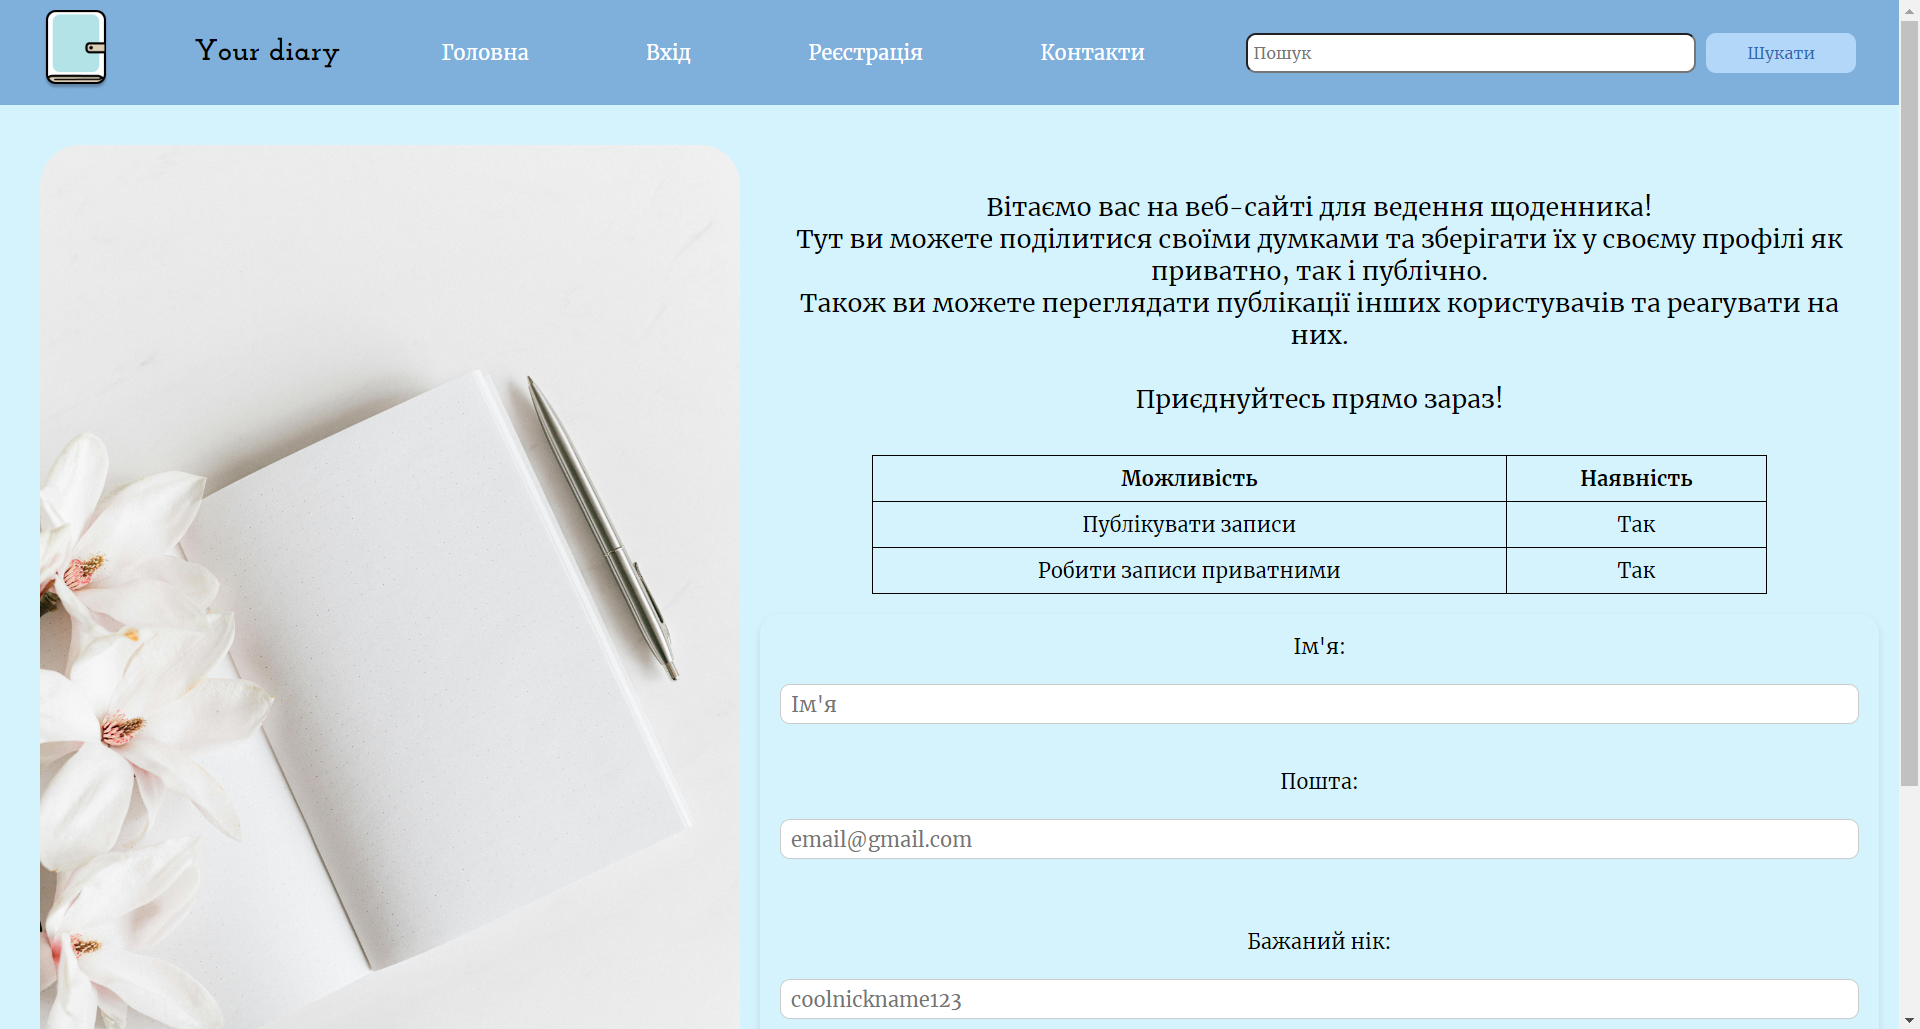 Your diary
Головна
Вхід
Реєстрація
Контакти
Пошук
Шукати
Вітаємо вас на веб-сайті для ведення щоденника!
Тут ви можете поділитися своїми думками та зберігати їх у своєму профілі як
приватно, так і публічно.
Також ви можете переглядати публікації інших користувачів та реагувати на
них.
Приєднуйтесь прямо зараз!
Можливість Наявність
Публікувати записи Так
Робити записи приватними Так
Ім'я:
Ім'я
Пошта:
email@gmail.com
Бажаний нік:
coolnickname123